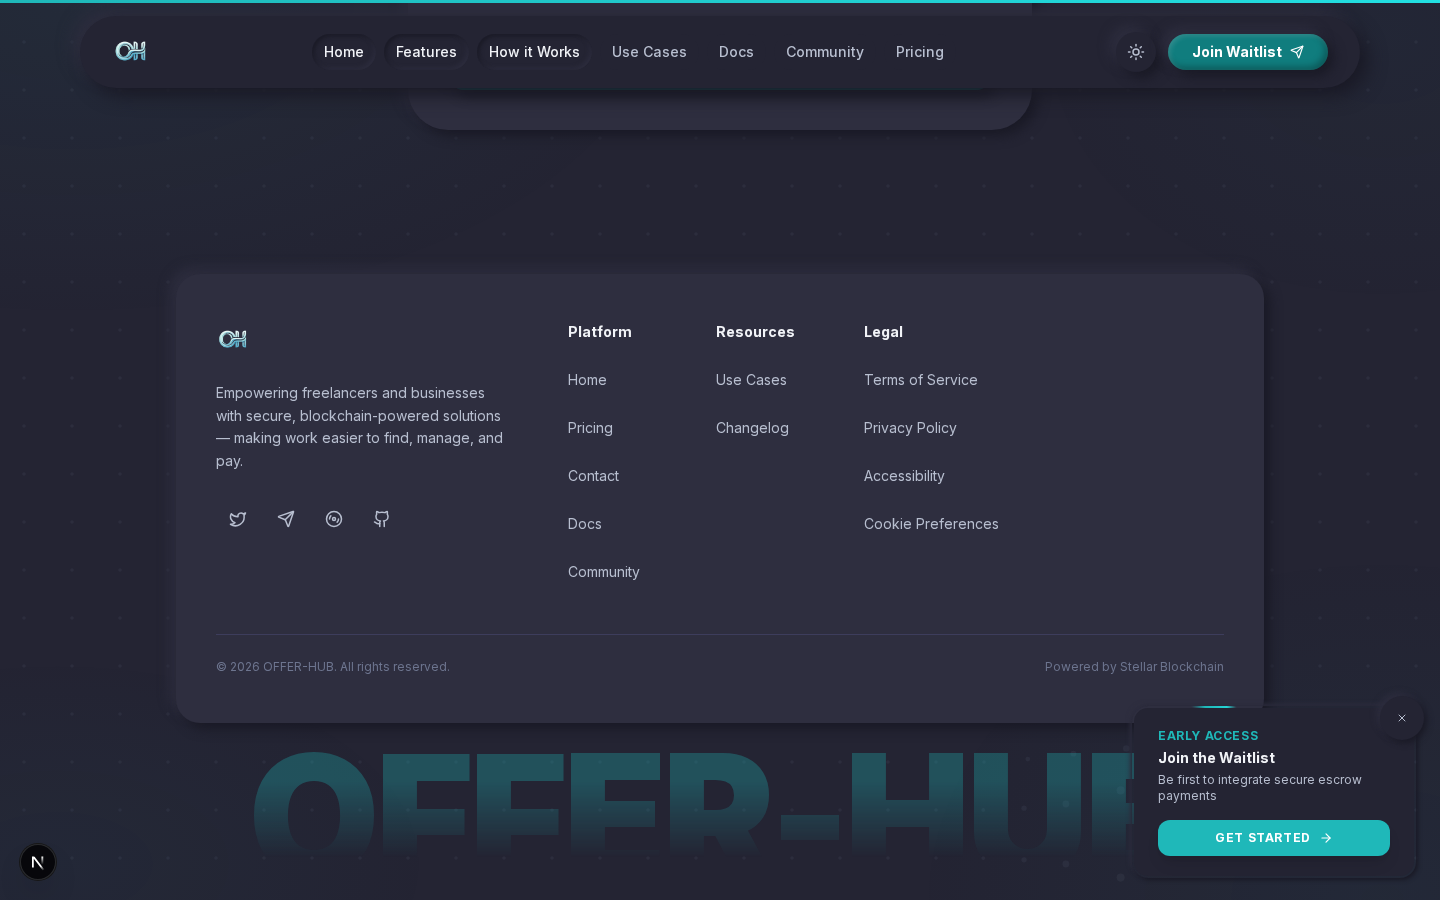 OH
Home
Features
How it Works
Use Cases
Docs
Community
Pricing
Join Waitlist
OH
Empowering freelancers and businesses
with secure, blockchain-powered solutions
— making work easier to find, manage, and
pay.
Platform
Home
Pricing
Contact
Docs
Community
Resources
Use Cases
Changelog
Legal
Terms of Service
Privacy Policy
Accessibility
Cookie Preferences
© 2026 OFFER-HUB. All rights reserved.
Powered by Stellar Blockchain
OFFER-HUB
EARLY ACCESS
Join the Waitlist
Be first to integrate secure escrow
payments
GET STARTED
N